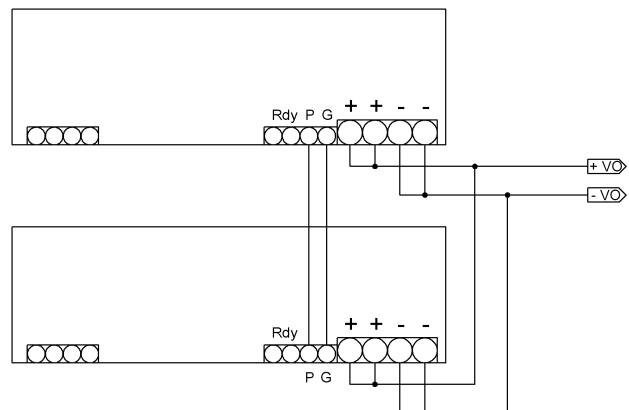 + + - -
Rdy P G
+ VO
- VO
+ + - -
Rdy
P G